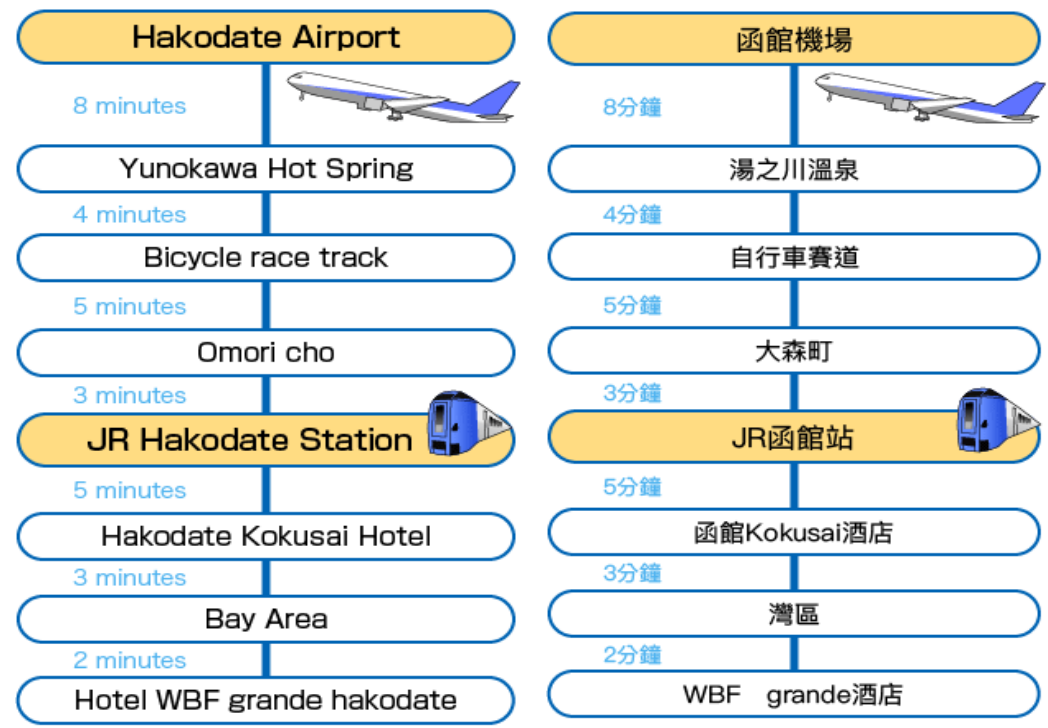 Hakodate Airport
8 minutes
Yunokawa Hot Spring
4 minutes
Bicycle race track
5 minutes
Omori cho
3 minutes
JR Hakodate Station
5 minutes
Hakodate Kokusai Hotel
3 minutes
Bay Area
2 minutes
Hotel WBF grande hakodate
函館機場
8分鐘
湯之川溫泉
4分鐘
自行車賽道
5分鐘
大森町
3分鐘
JR函館站
5分鐘
函館Kokusai酒店
3分鐘
灣區
2分鐘
WBF　grande酒店